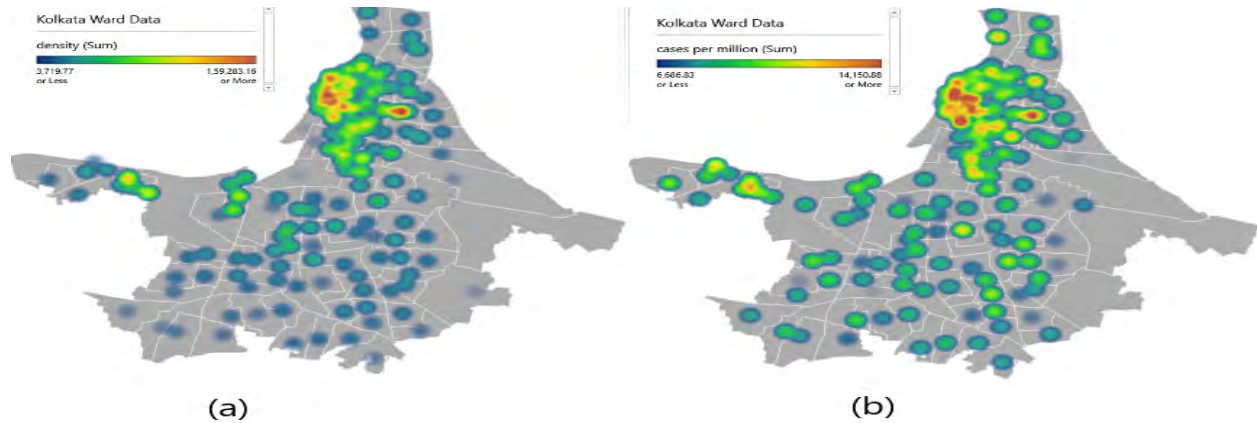 Kolkata Ward Data
density (Sum)
3,719.77
or Less
1,59,283.16
or More
Kolkata Ward Data
cases per million (Sum)
6,686.83
or Less
14,150.88
or More
(a)
(b)